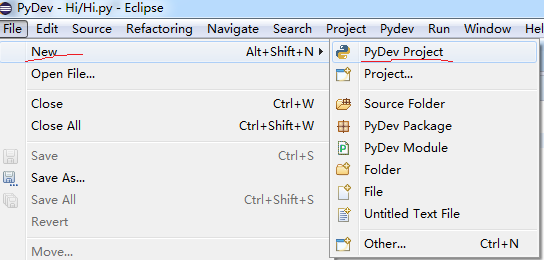 PyDev - Hi/Hi.py - Eclipse
File Edit Source Refactoring Navigate Search Project Pydev Run Window Hel
New Alt+Shift+N
Open File...
Close Ctrl+W
Close All Ctrl+Shift+W
Save Ctrl+S
Save As...
Save All Ctrl+Shift+S
Revert
Move...
PyDev Project
Project...
Source Folder
PyDev Package
PyDev Module
Folder
File
Untitled Text File
Other... Ctrl+N